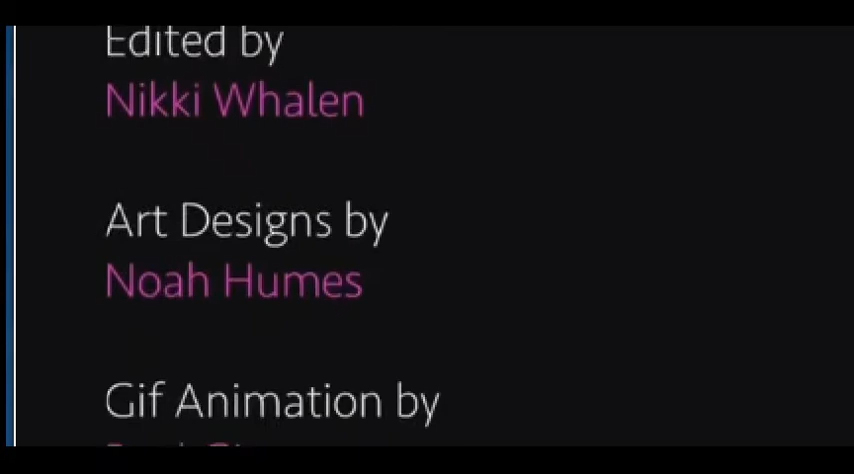 Edited by
Nikki Whalen
Art Designs by
Noah Humes
Gif Animation by